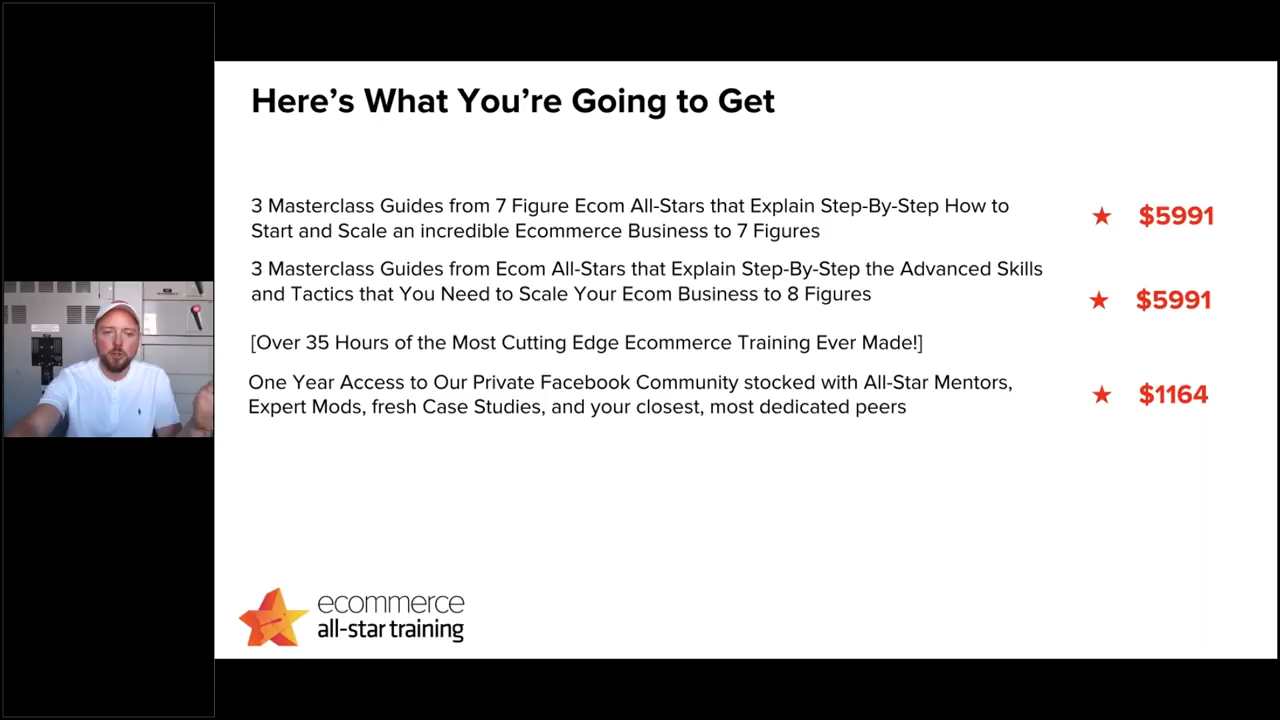 Here's What You're Going to Get
3 Masterclass Guides from 7 Figure Ecom All-Stars that Explain Step-By-Step How to
Start and Scale an incredible Ecommerce Business to 7 Figures
$5991
3 Masterclass Guides from Ecom All-Stars that Explain Step-By-Step the Advanced Skills
and Tactics that You Need to Scale Your Ecom Business to 8 Figures
$5991
[Over 35 Hours of the Most Cutting Edge Ecommerce Training Ever Made!]
One Year Access to Our Private Facebook Community stocked with All-Star Mentors,
Expert Mods, fresh Case Studies, and your closest, most dedicated peers
$1164
ecommerce
all-star training